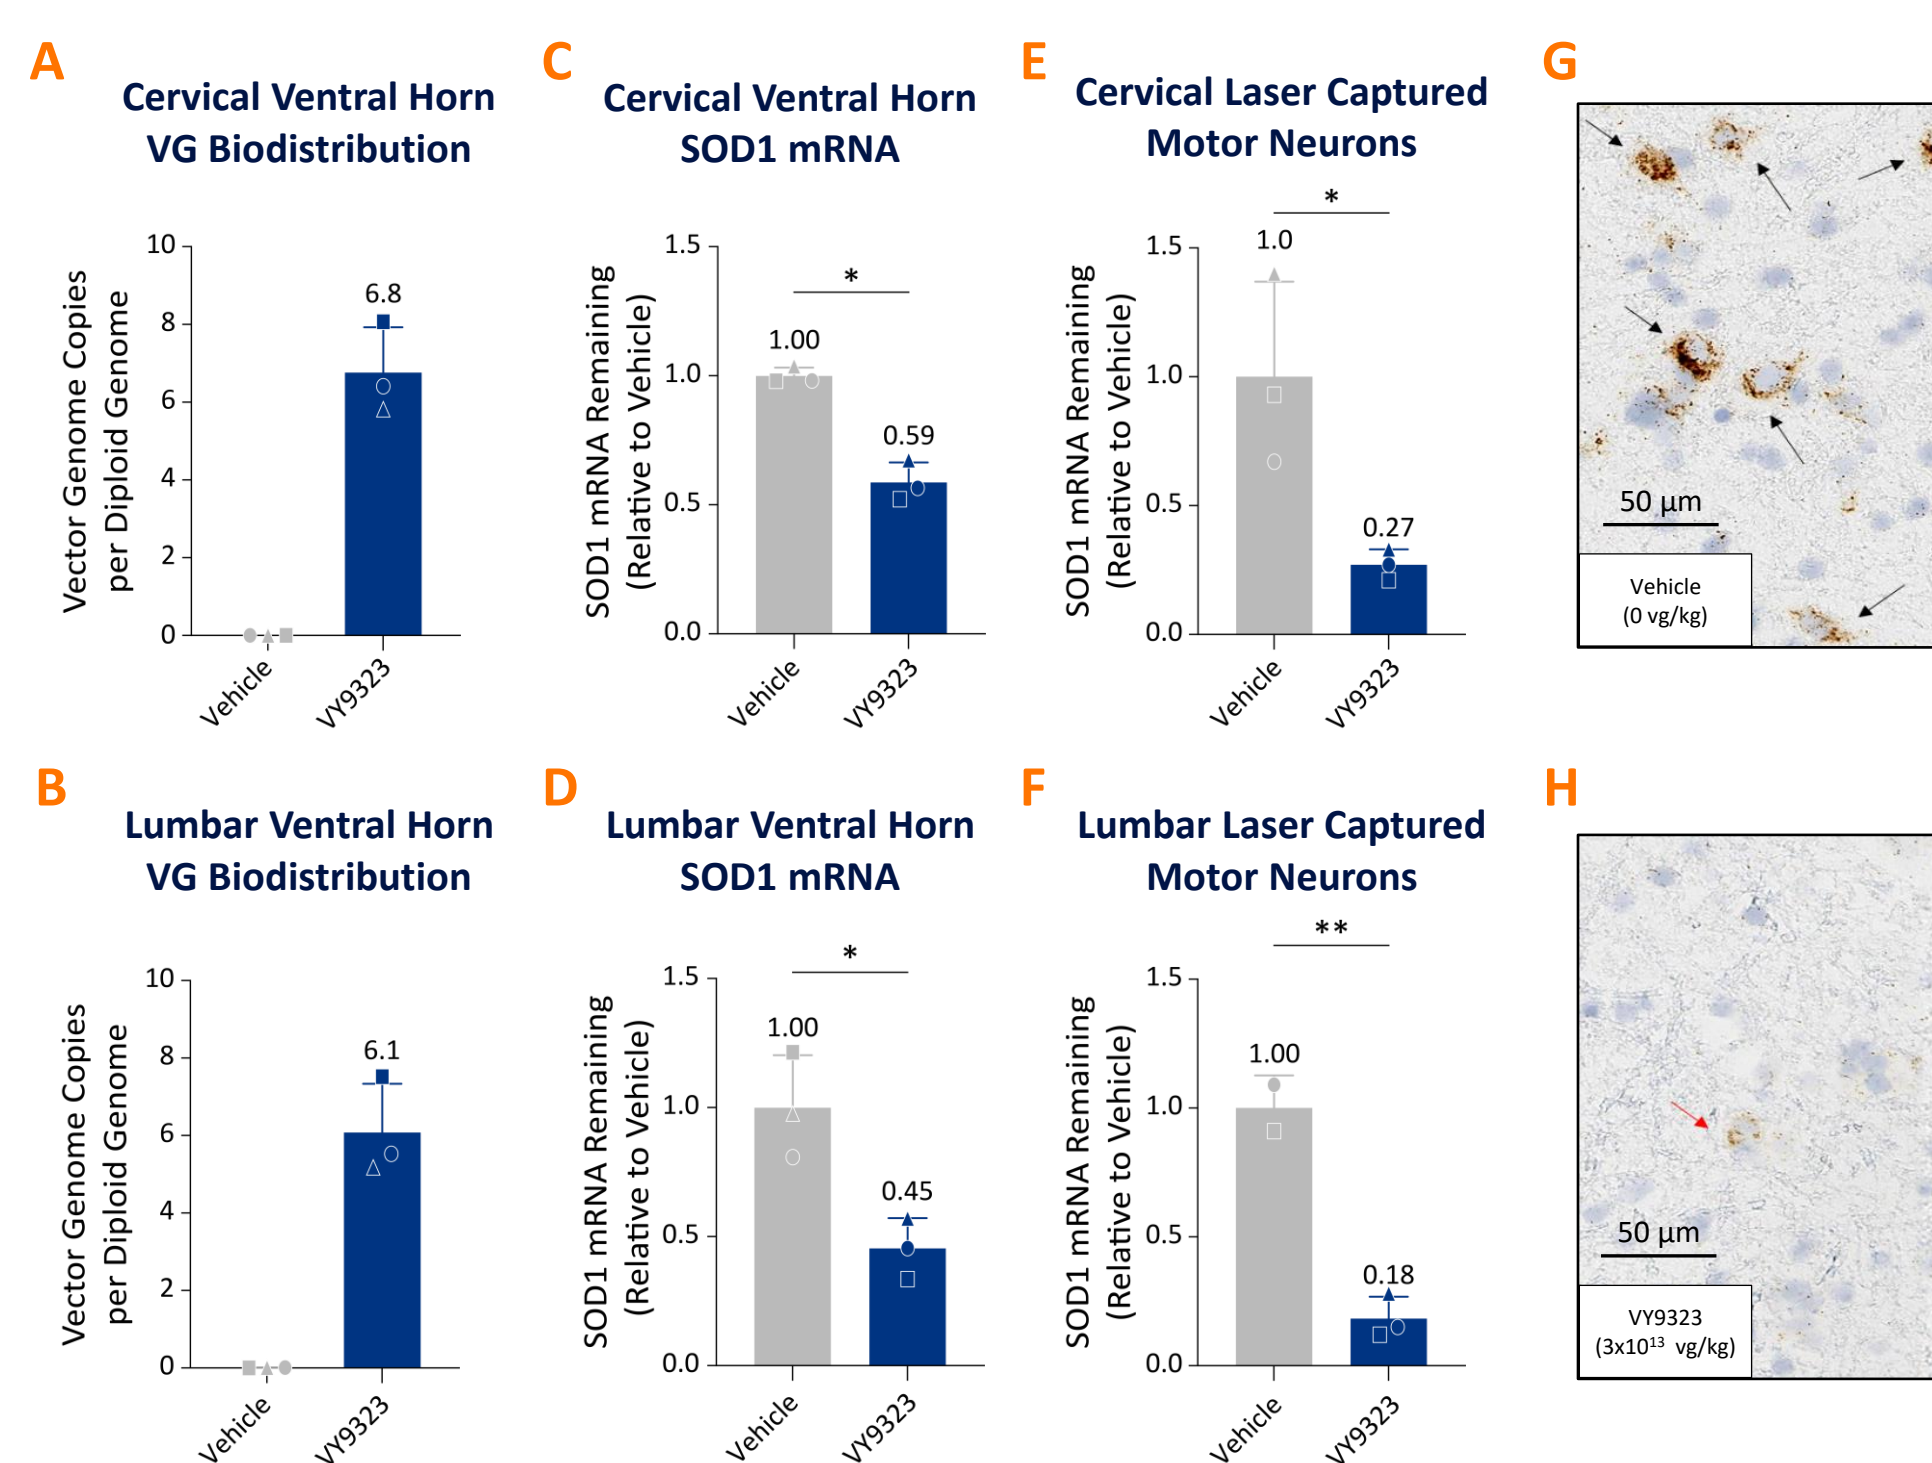 A
Cervical Ventral Horn
VG Biodistribution
Vector Genome Copies
per Diploid Genome
10
8
6
4
2
0
6.8
Vehicle
VY9323
C
Cervical Ventral Horn
SOD1 mRNA
SOD1 mRNA Remaining
(Relative to Vehicle)
1.5
1.0
0.5
0.0
*
1.00
0.59
Vehicle
VY9323
E
Cervical Laser Captured
Motor Neurons
SOD1 mRNA Remaining
(Relative to Vehicle)
1.5
1.0
0.5
0.0
*
1.0
0.27
Vehicle
VY9323
G
50 µm
Vehicle
(0 vg/kg)
B
Lumbar Ventral Horn
VG Biodistribution
Vector Genome Copies
per Diploid Genome
10
8
6
4
2
0
6.1
Vehicle
VY9323
D
Lumbar Ventral Horn
SOD1 mRNA
SOD1 mRNA Remaining
(Relative to Vehicle)
1.5
1.0
0.5
0.0
*
1.00
0.45
Vehicle
VY9323
F
Lumbar Laser Captured
Motor Neurons
SOD1 mRNA Remaining
(Relative to Vehicle)
1.5
1.0
0.5
0.0
**
1.00
0.18
Vehicle
VY9323
H
50 µm
VY9323
(3x10¹³ vg/kg)